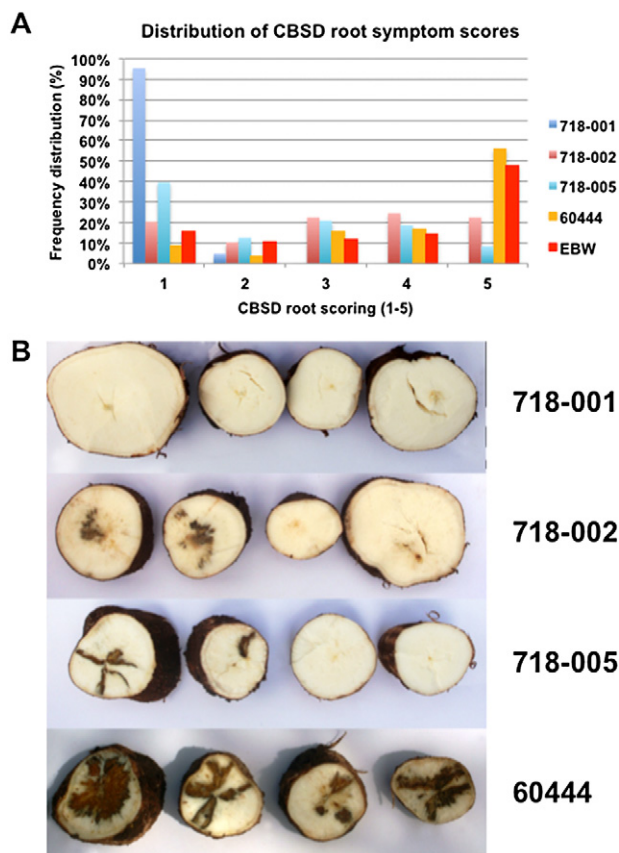 A
Distribution of CBSD root symptom scores
Frequency distribution (%)
100%
90%
80%
70%
60%
50%
40%
30%
20%
10%
0%
1 2 3 4 5
CBSD root scoring (1-5)
718-001
718-002
718-005
60444
EBW
B
718-001
718-002
718-005
60444